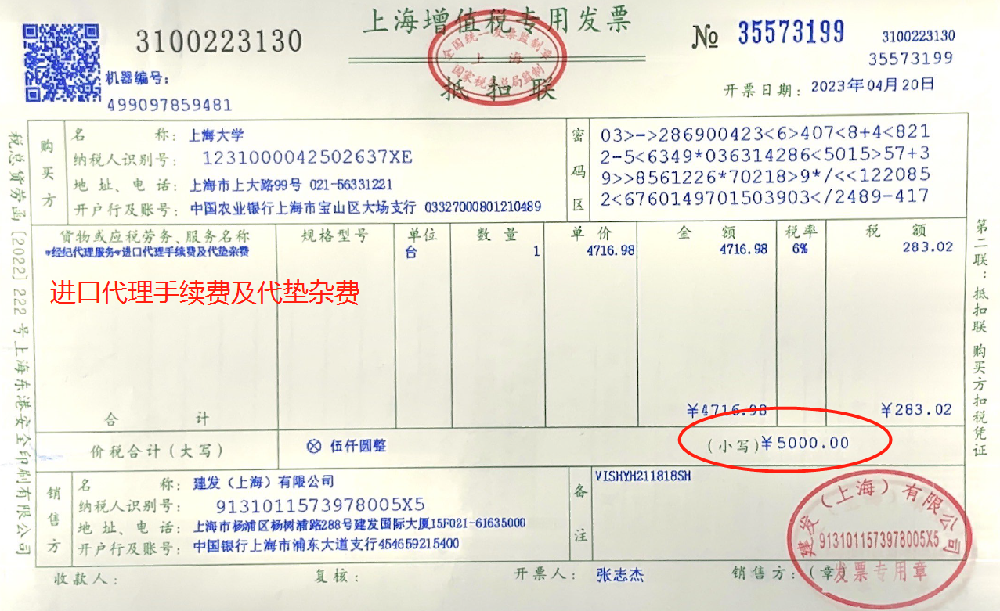 上海增值税专用发票
3100223130
№ 35573199
3100223130
35573199
全国统一发票监制章
上海
国家税务总局监制
抵扣联
机器编号：
499097859481
开票日期： 2023年04月20日
税总货劳函〔2022〕222号上海东港安全印刷有限公司
购买方
名 称： 上海大学
纳税人识别号： 1231000042502637XE
地址、电话： 上海市上大路99号 021-56331221
开户行及账号： 中国农业银行上海市宝山区大场支行 03327000801210489
密码区
03>->286900423<6>407<8+4<821
2-5<6349*036314286<5015>57+3
9>>8561226*70218>9*/<<122085
2<6760149701503903</2489-417
货物或应税劳务、服务名称 规格型号 单位 数量 单价 金额 税率 税额
*经纪代理服务*进口代理手续费及代垫杂费 台 1 4716.98 4716.98 6% 283.02
进口代理手续费及代垫杂费
合计 ￥4716.98 ￥283.02
价税合计（大写） ⊗ 伍仟圆整 （小写）￥5000.00
销售方
名 称： 建发（上海）有限公司
纳税人识别号： 9131011573978005X5
地址、电话： 上海市杨浦区杨树浦路288号建发国际大厦15F021-61635000
开户行及账号： 中国银行上海市浦东大道支行454659215400
备注
VISHYH211818SH
建发（上海）有限公司
9131011573978005X5
发票专用章
收款人： 复核： 开票人： 张志杰 销售方：（章）
第二联：抵扣联 购买方扣税凭证